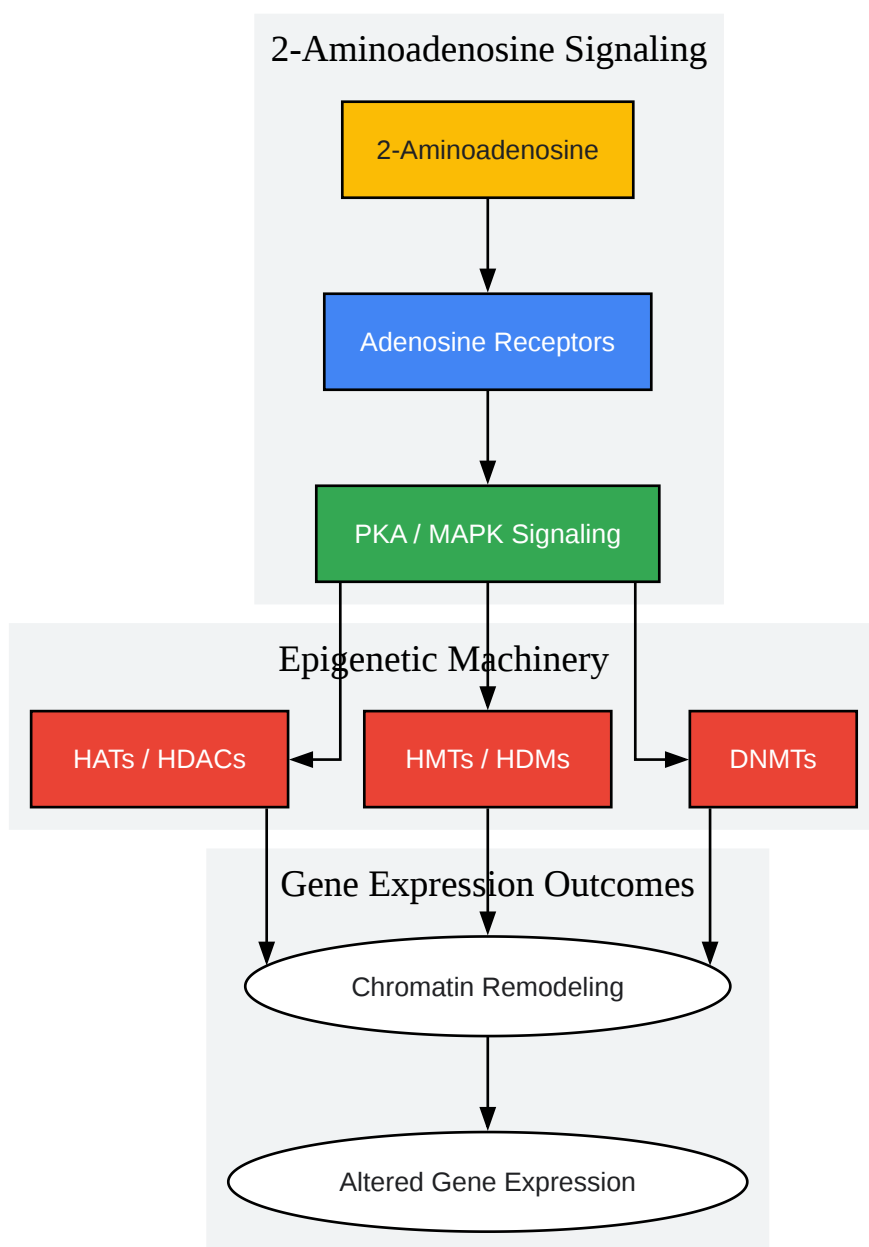 2-Aminoadenosine Signaling
2-Aminoadenosine
Adenosine Receptors
PKA / MAPK Signaling
Epigenetic Machinery
HATs / HDACs
HMTs / HDMs
DNMTs
Gene Expression Outcomes
Chromatin Remodeling
Altered Gene Expression